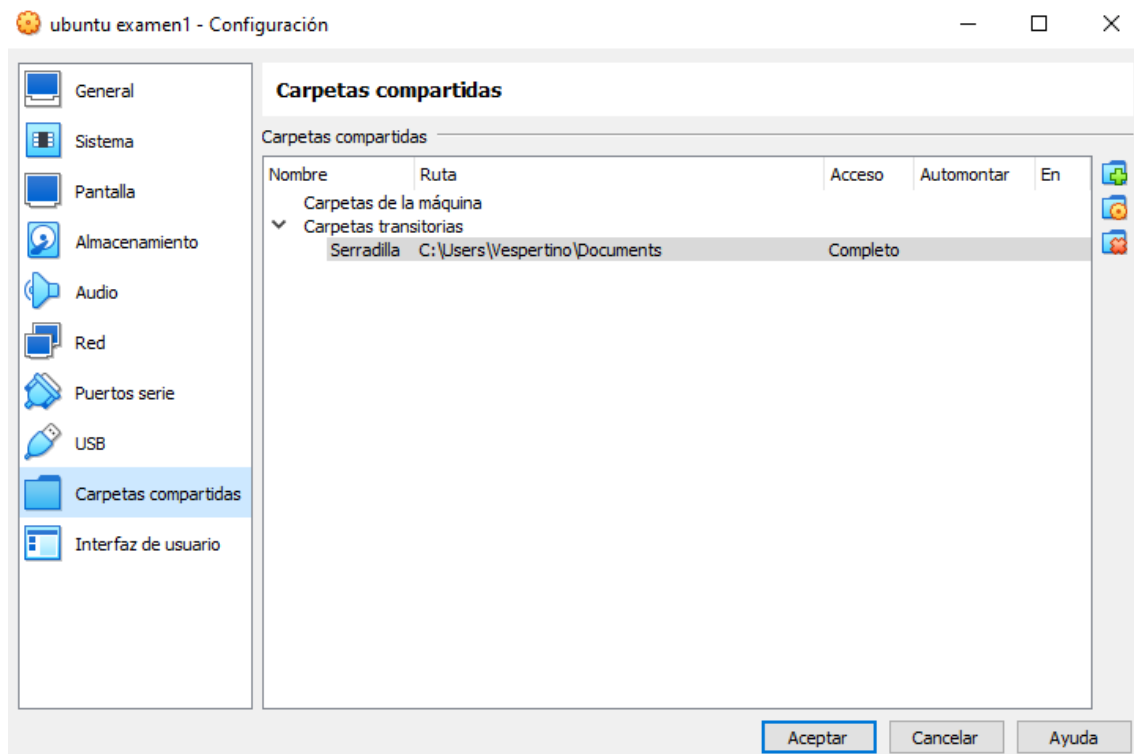 ubuntu examen1 - Configuración
General
Sistema
Pantalla
Almacenamiento
Audio
Red
Puertos serie
USB
Carpetas compartidas
Interfaz de usuario
Carpetas compartidas
Carpetas compartidas
Nombre Ruta Acceso Automontar En
Carpetas de la máquina
Carpetas transitorias
Serradilla C:\Users\Vespertino\Documents Completo
Aceptar Cancelar Ayuda